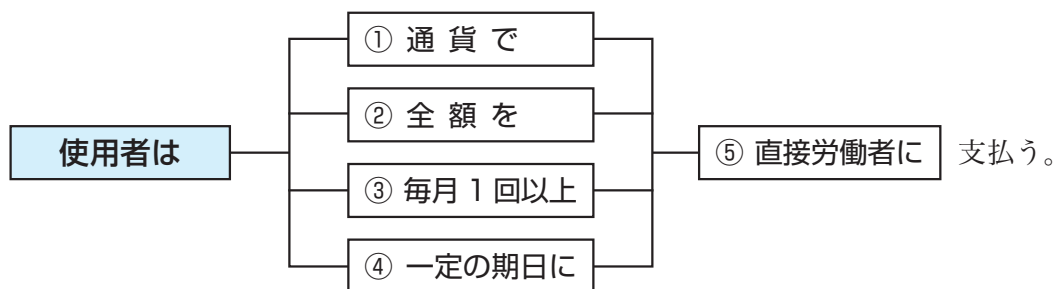 使用者は
① 通貨で
② 全額を
③ 毎月1回以上
④ 一定の期日に
⑤ 直接労働者に 支払う。